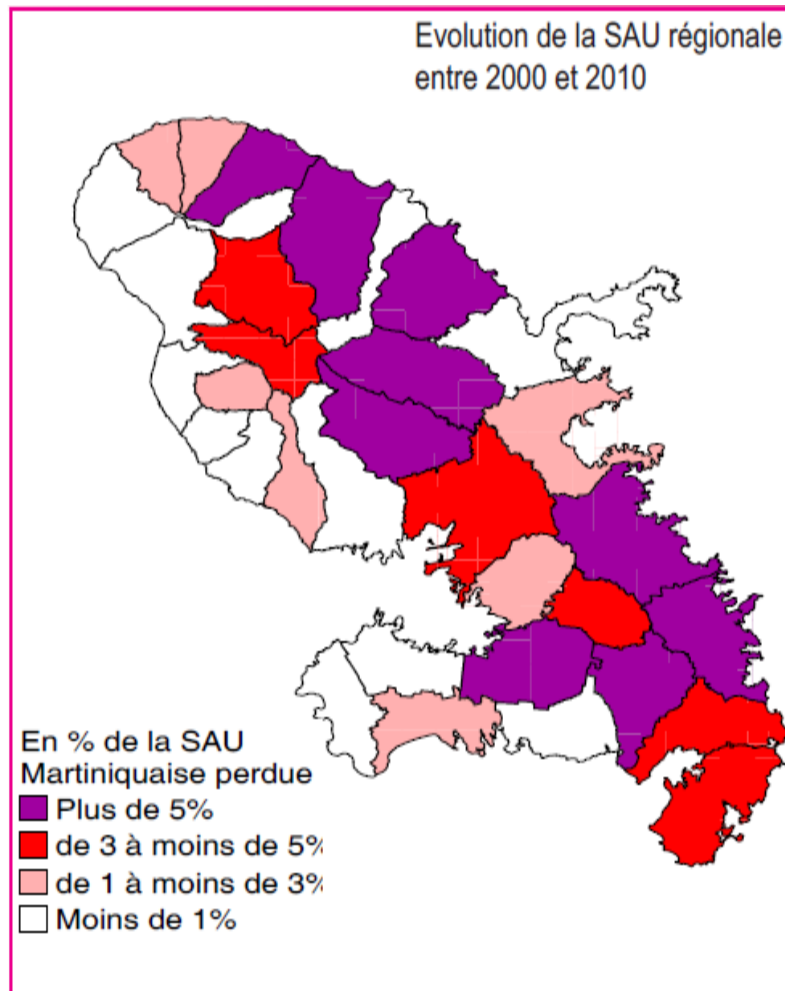 Evolution de la SAU régionale
entre 2000 et 2010
En % de la SAU
Martiniquaise perdue
Plus de 5%
de 3 à moins de 5%
de 1 à moins de 3%
Moins de 1%